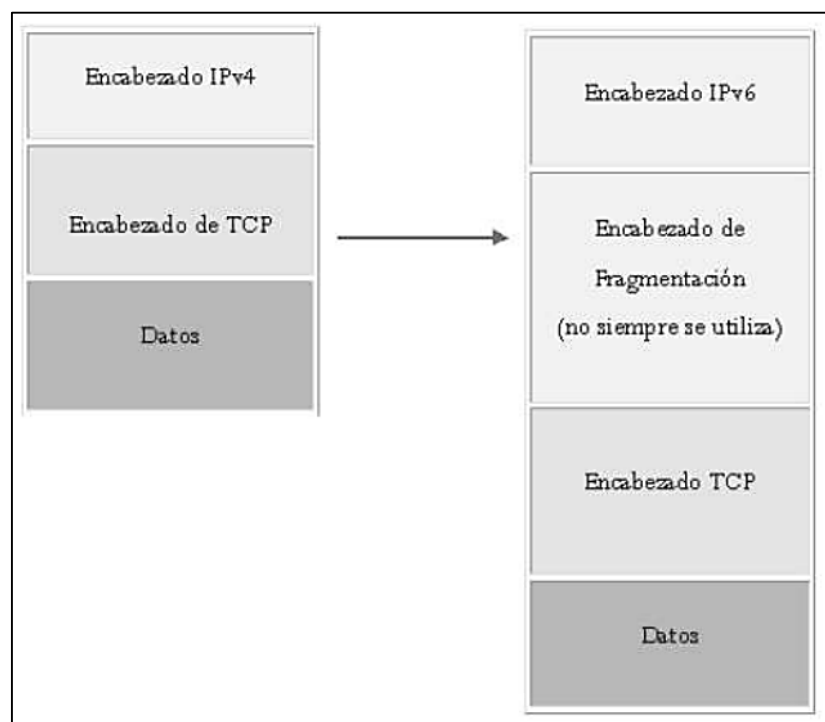 Encabezado IPv4
Encabezado de TCP
Datos
Encabezado IPv6
Encabezado de
Fragmentación
(no siempre se utiliza)
Encabezado TCP
Datos